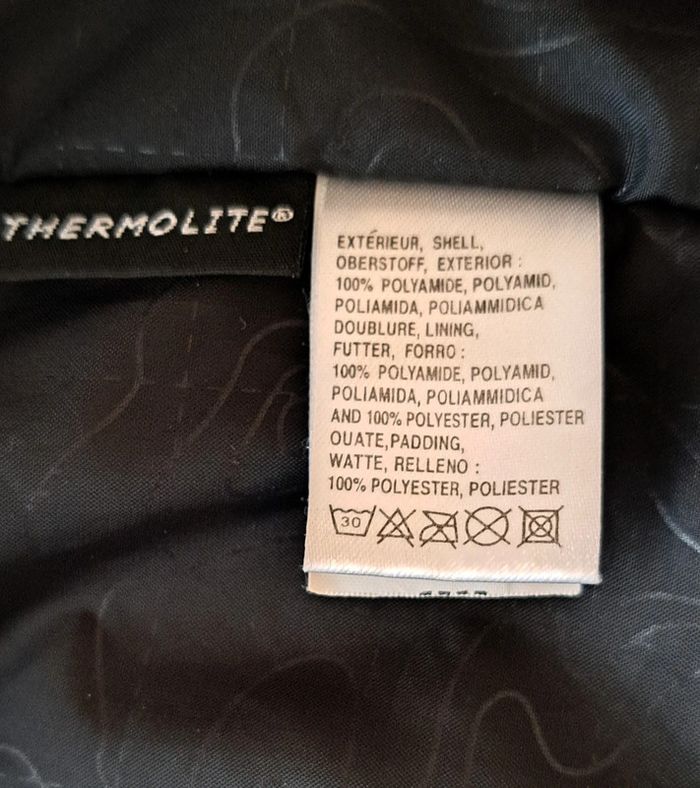 THERMOLITE®
EXTÉRIEUR, SHELL,
OBERSTOFF, EXTERIOR :
100% POLYAMIDE, POLYAMID,
POLIAMIDA, POLIAMMIDICA
DOUBLURE, LINING,
FUTTER, FORRO :
100% POLYAMIDE, POLYAMID,
POLIAMIDA, POLIAMMIDICA
AND 100% POLYESTER, POLIESTER
OUATE,PADDING,
WATTE, RELLENO :
100% POLYESTER, POLIESTER
30